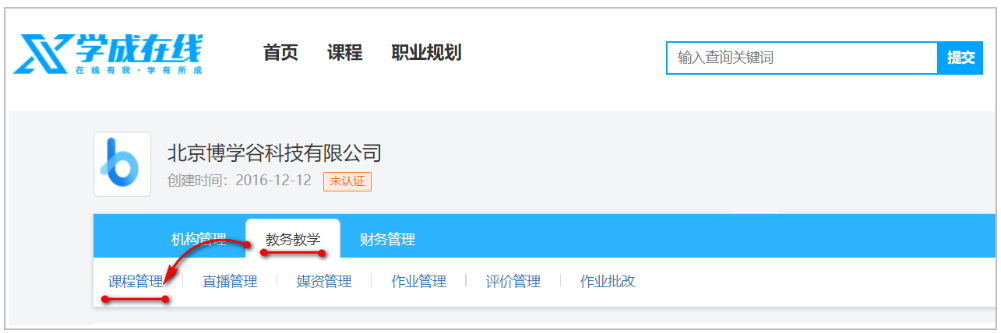 学成在线
在线有我·学有所成
首页 课程 职业规划
输入查询关键词 提交
北京博学谷科技有限公司
创建时间：2016-12-12 未认证
机构管理 教务教学 财务管理
课程管理 直播管理 媒资管理 作业管理 评价管理 作业批改